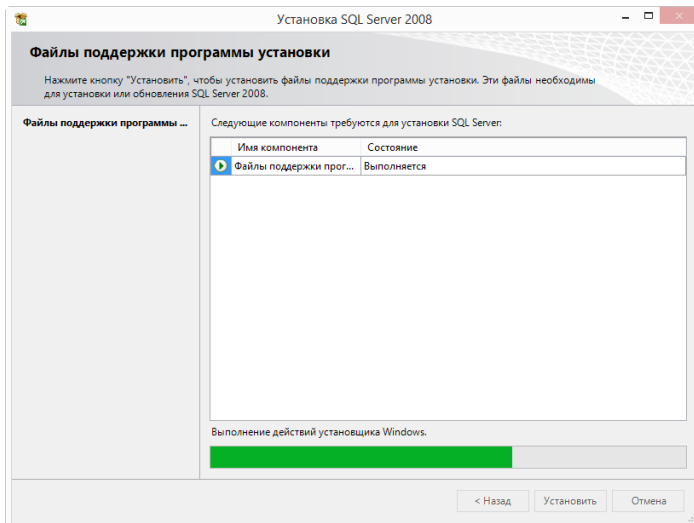 Установка SQL Server 2008
Файлы поддержки программы установки
Нажмите кнопку "Установить", чтобы установить файлы поддержки программы установки. Эти файлы необходимы
для установки или обновления SQL Server 2008.
Файлы поддержки программы ...
Следующие компоненты требуются для установки SQL Server:
Имя компонента Состояние
Файлы поддержки прог... Выполняется
Выполнение действий установщика Windows.
< Назад Установить Отмена